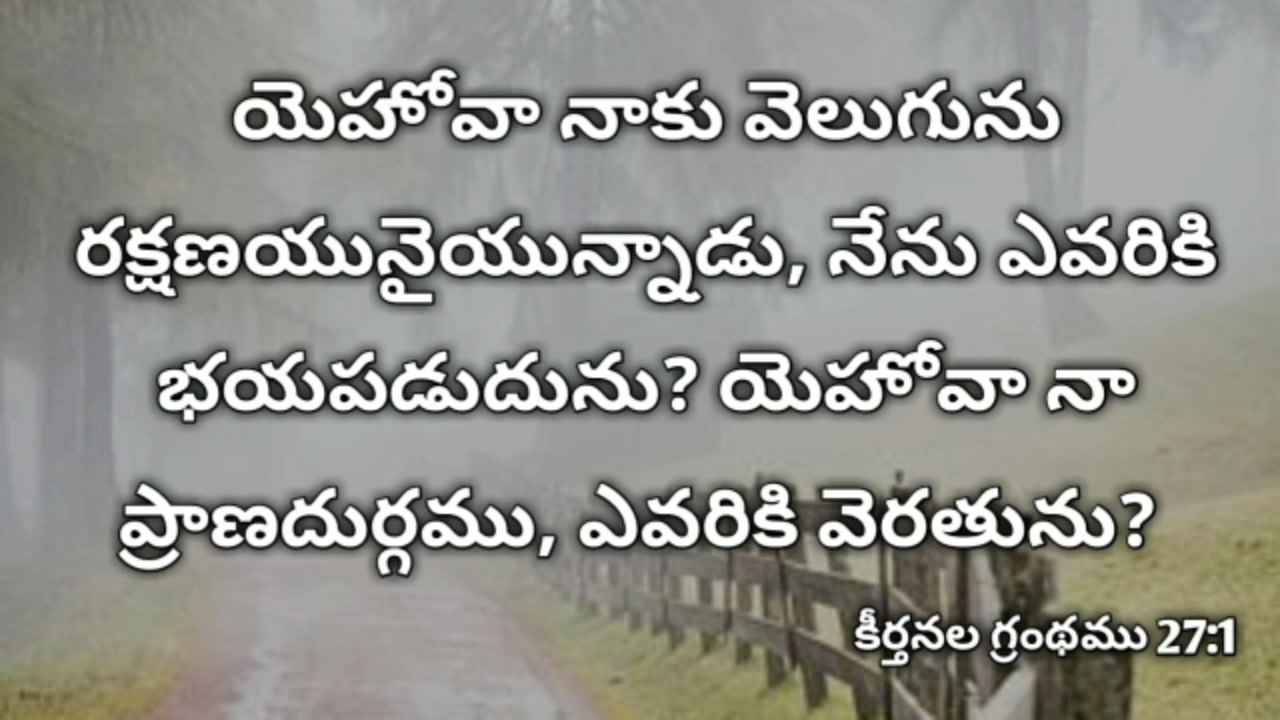 యెహోవా నాకు వెలుగును
రక్షణయునైయున్నాడు, నేను ఎవరికి
భయపడుదును? యెహోవా నా
ప్రాణదుర్గము, ఎవరికి వెరతును?
కీర్తనల గ్రంథము 27:1